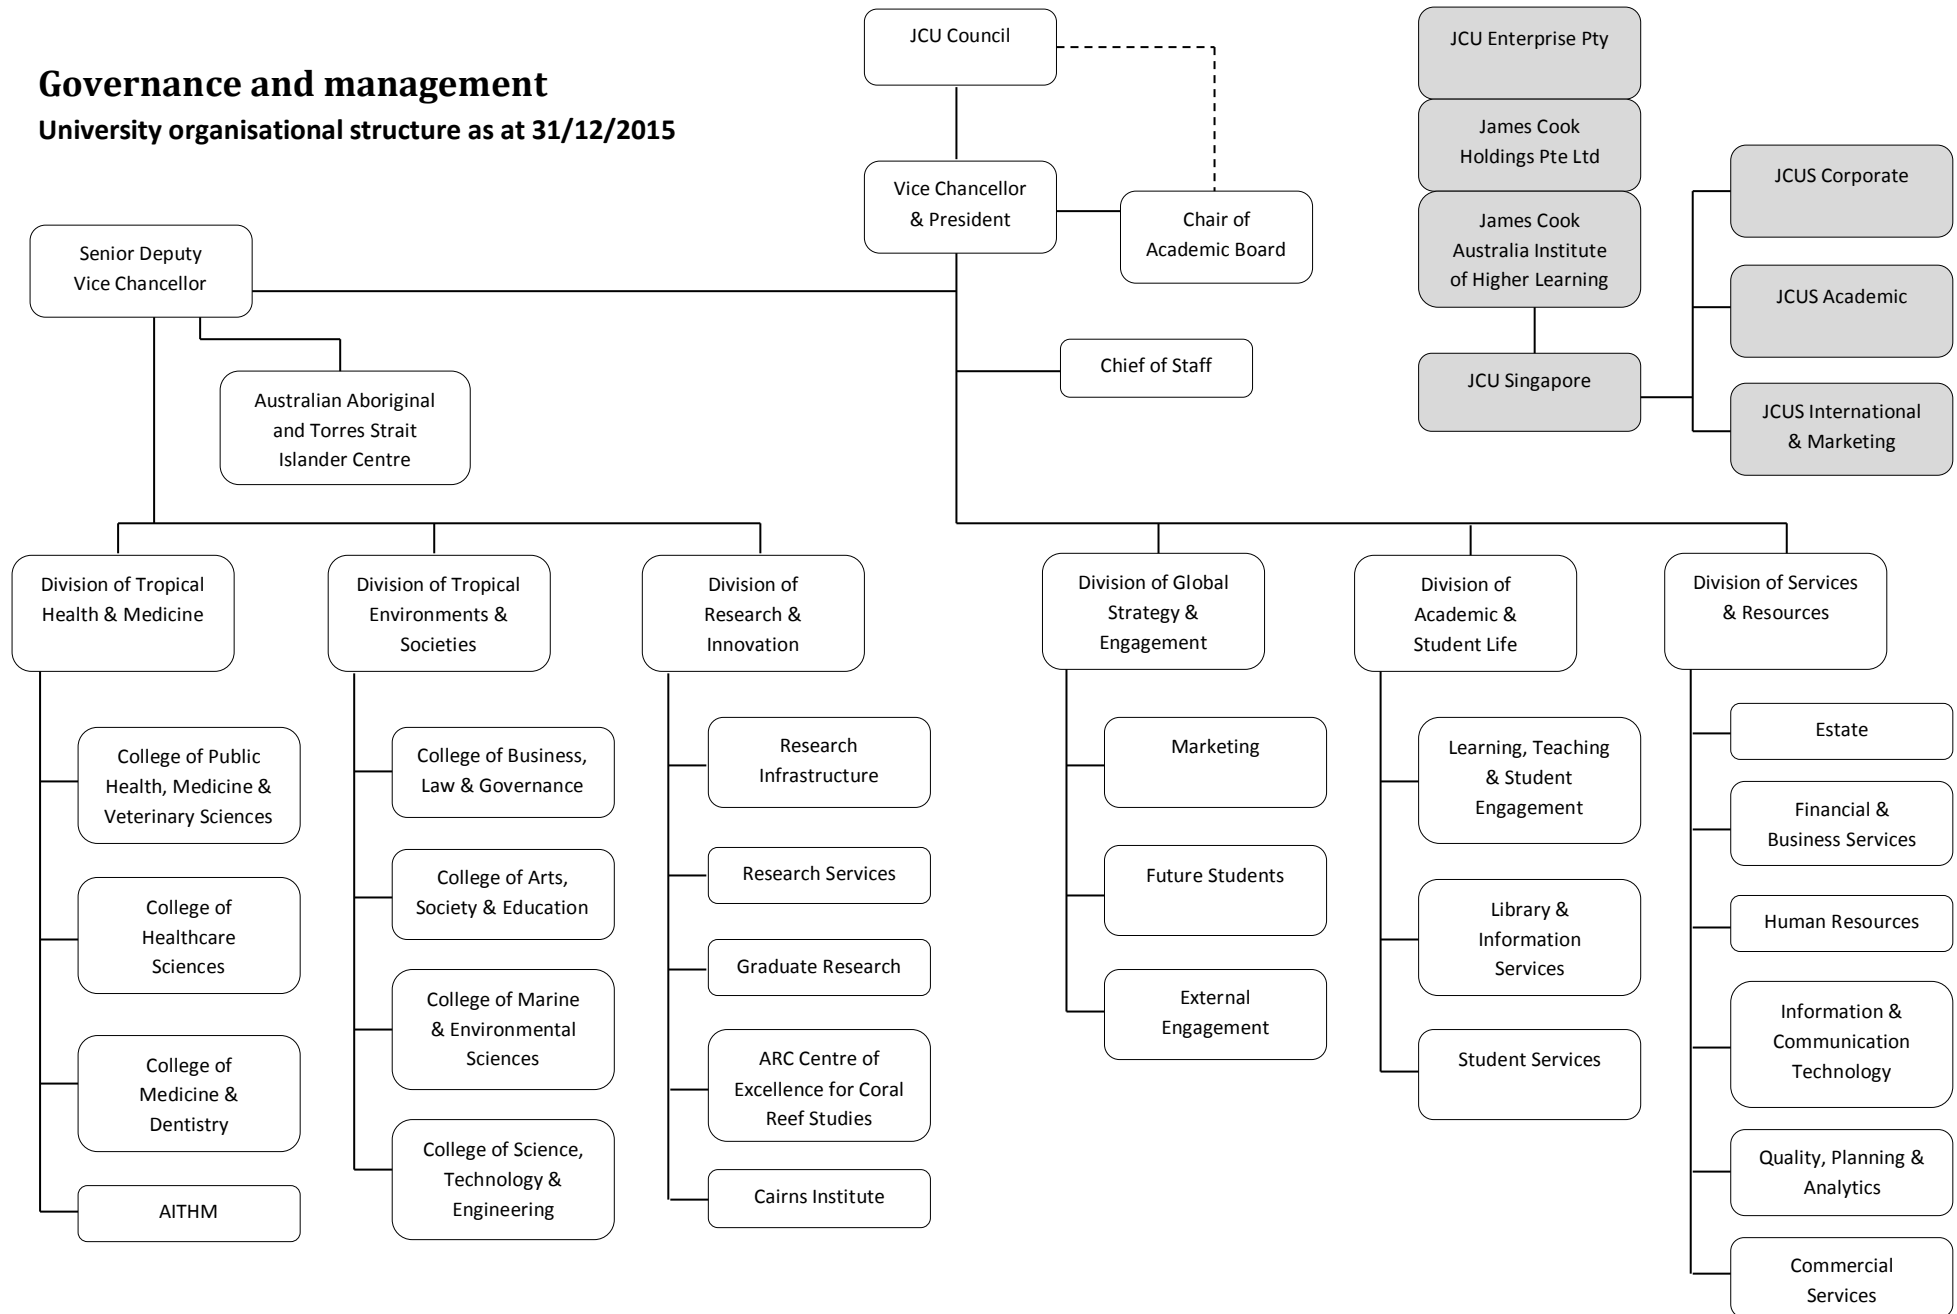 Governance and management
University organisational structure as at 31/12/2015
JCU Council
Vice Chancellor
& President
Chair of
Academic Board
Senior Deputy
Vice Chancellor
Australian Aboriginal
and Torres Strait
Islander Centre
Chief of Staff
JCU Enterprise Pty
James Cook
Holdings Pte Ltd
James Cook
Australia Institute
of Higher Learning
JCU Singapore
JCUS Corporate
JCUS Academic
JCUS International
& Marketing
Division of Tropical
Health & Medicine
College of Public
Health, Medicine &
Veterinary Sciences
College of
Healthcare
Sciences
College of
Medicine &
Dentistry
AITHM
Division of Tropical
Environments &
Societies
College of Business,
Law & Governance
College of Arts,
Society & Education
College of Marine
& Environmental
Sciences
College of Science,
Technology &
Engineering
Division of
Research &
Innovation
Research
Infrastructure
Research Services
Graduate Research
ARC Centre of
Excellence for Coral
Reef Studies
Cairns Institute
Division of Global
Strategy &
Engagement
Marketing
Future Students
External
Engagement
Division of
Academic &
Student Life
Learning, Teaching
& Student
Engagement
Library &
Information
Services
Student Services
Division of Services
& Resources
Estate
Financial &
Business Services
Human Resources
Information &
Communication
Technology
Quality, Planning &
Analytics
Commercial
Services